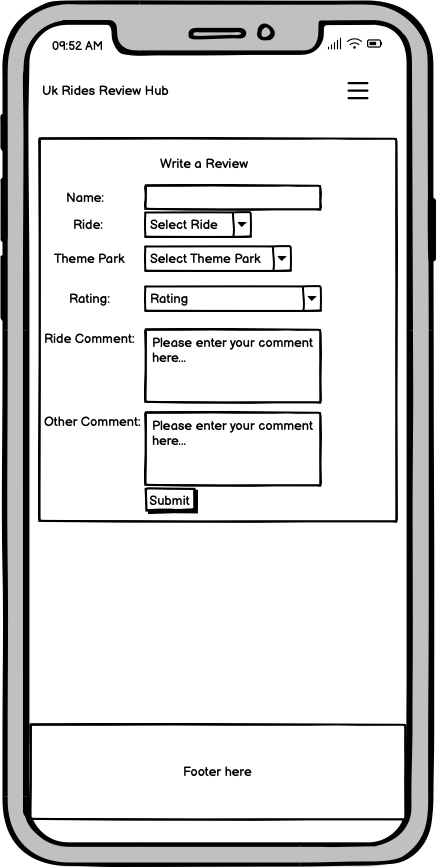 09:52 AM
Uk Rides Review Hub
Write a Review
Name:
Ride: Select Ride
Theme Park Select Theme Park
Rating: Rating
Ride Comment: Please enter your comment
here...
Other Comment: Please enter your comment
here...
Submit
Footer here